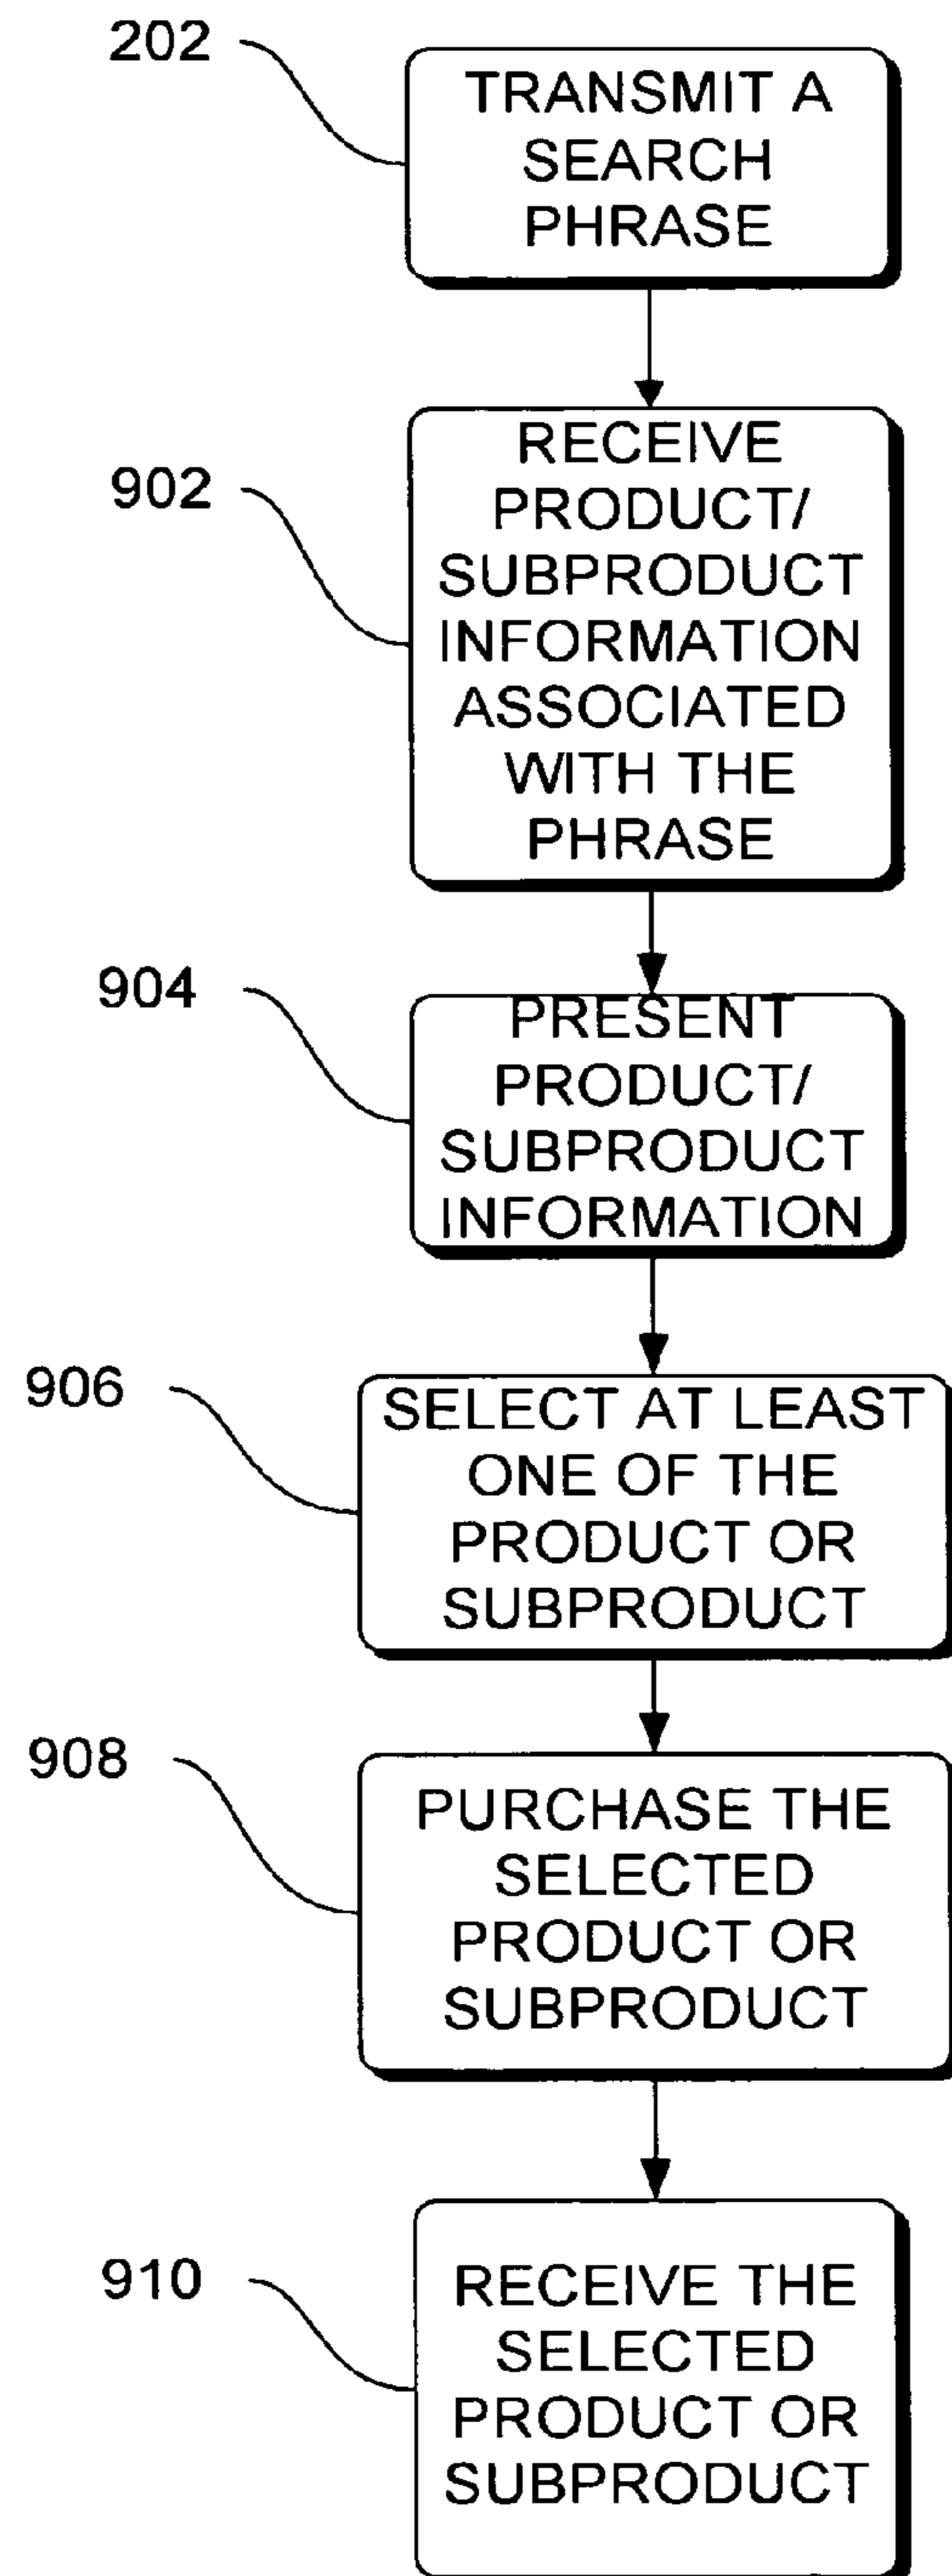 202
TRANSMIT A
SEARCH
PHRASE
902
RECEIVE
PRODUCT/
SUBPRODUCT
INFORMATION
ASSOCIATED
WITH THE
PHRASE
904
PRESENT
PRODUCT/
SUBPRODUCT
INFORMATION
906
SELECT AT LEAST
ONE OF THE
PRODUCT OR
SUBPRODUCT
908
PURCHASE THE
SELECTED
PRODUCT OR
SUBPRODUCT
910
RECEIVE THE
SELECTED
PRODUCT OR
SUBPRODUCT